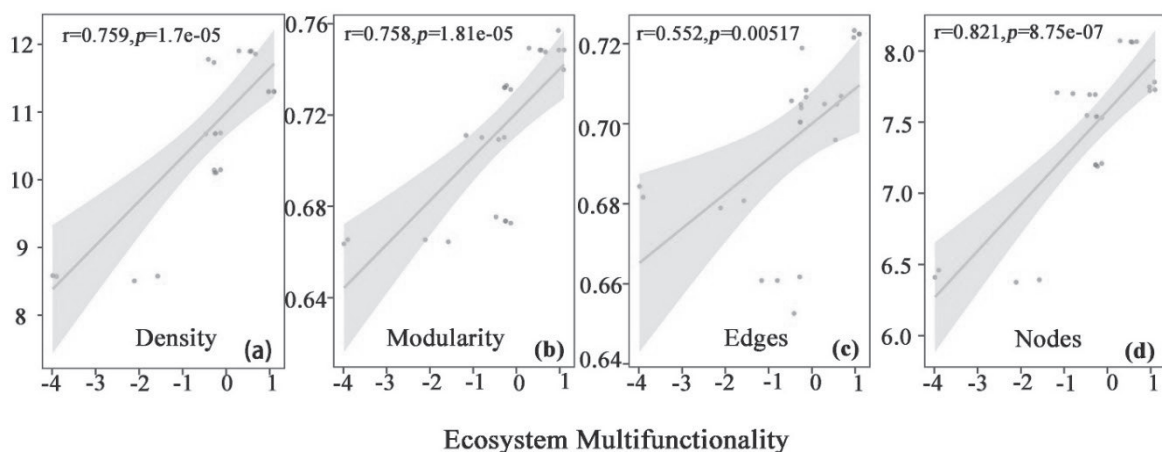 r=0.759,p=1.7e-05
12
11
10
9
8
Density
(a)
-4 -3 -2 -1 0 1
r=0.758,p=1.81e-05
0.76
0.72
0.68
0.64
Modularity
(b)
-4 -3 -2 -1 0 1
r=0.552,p=0.00517
0.72
0.70
0.68
0.66
0.64
Edges
(c)
-4 -3 -2 -1 0 1
r=0.821,p=8.75e-07
8.0
7.5
7.0
6.5
6.0
Nodes
(d)
-4 -3 -2 -1 0 1
Ecosystem Multifunctionality